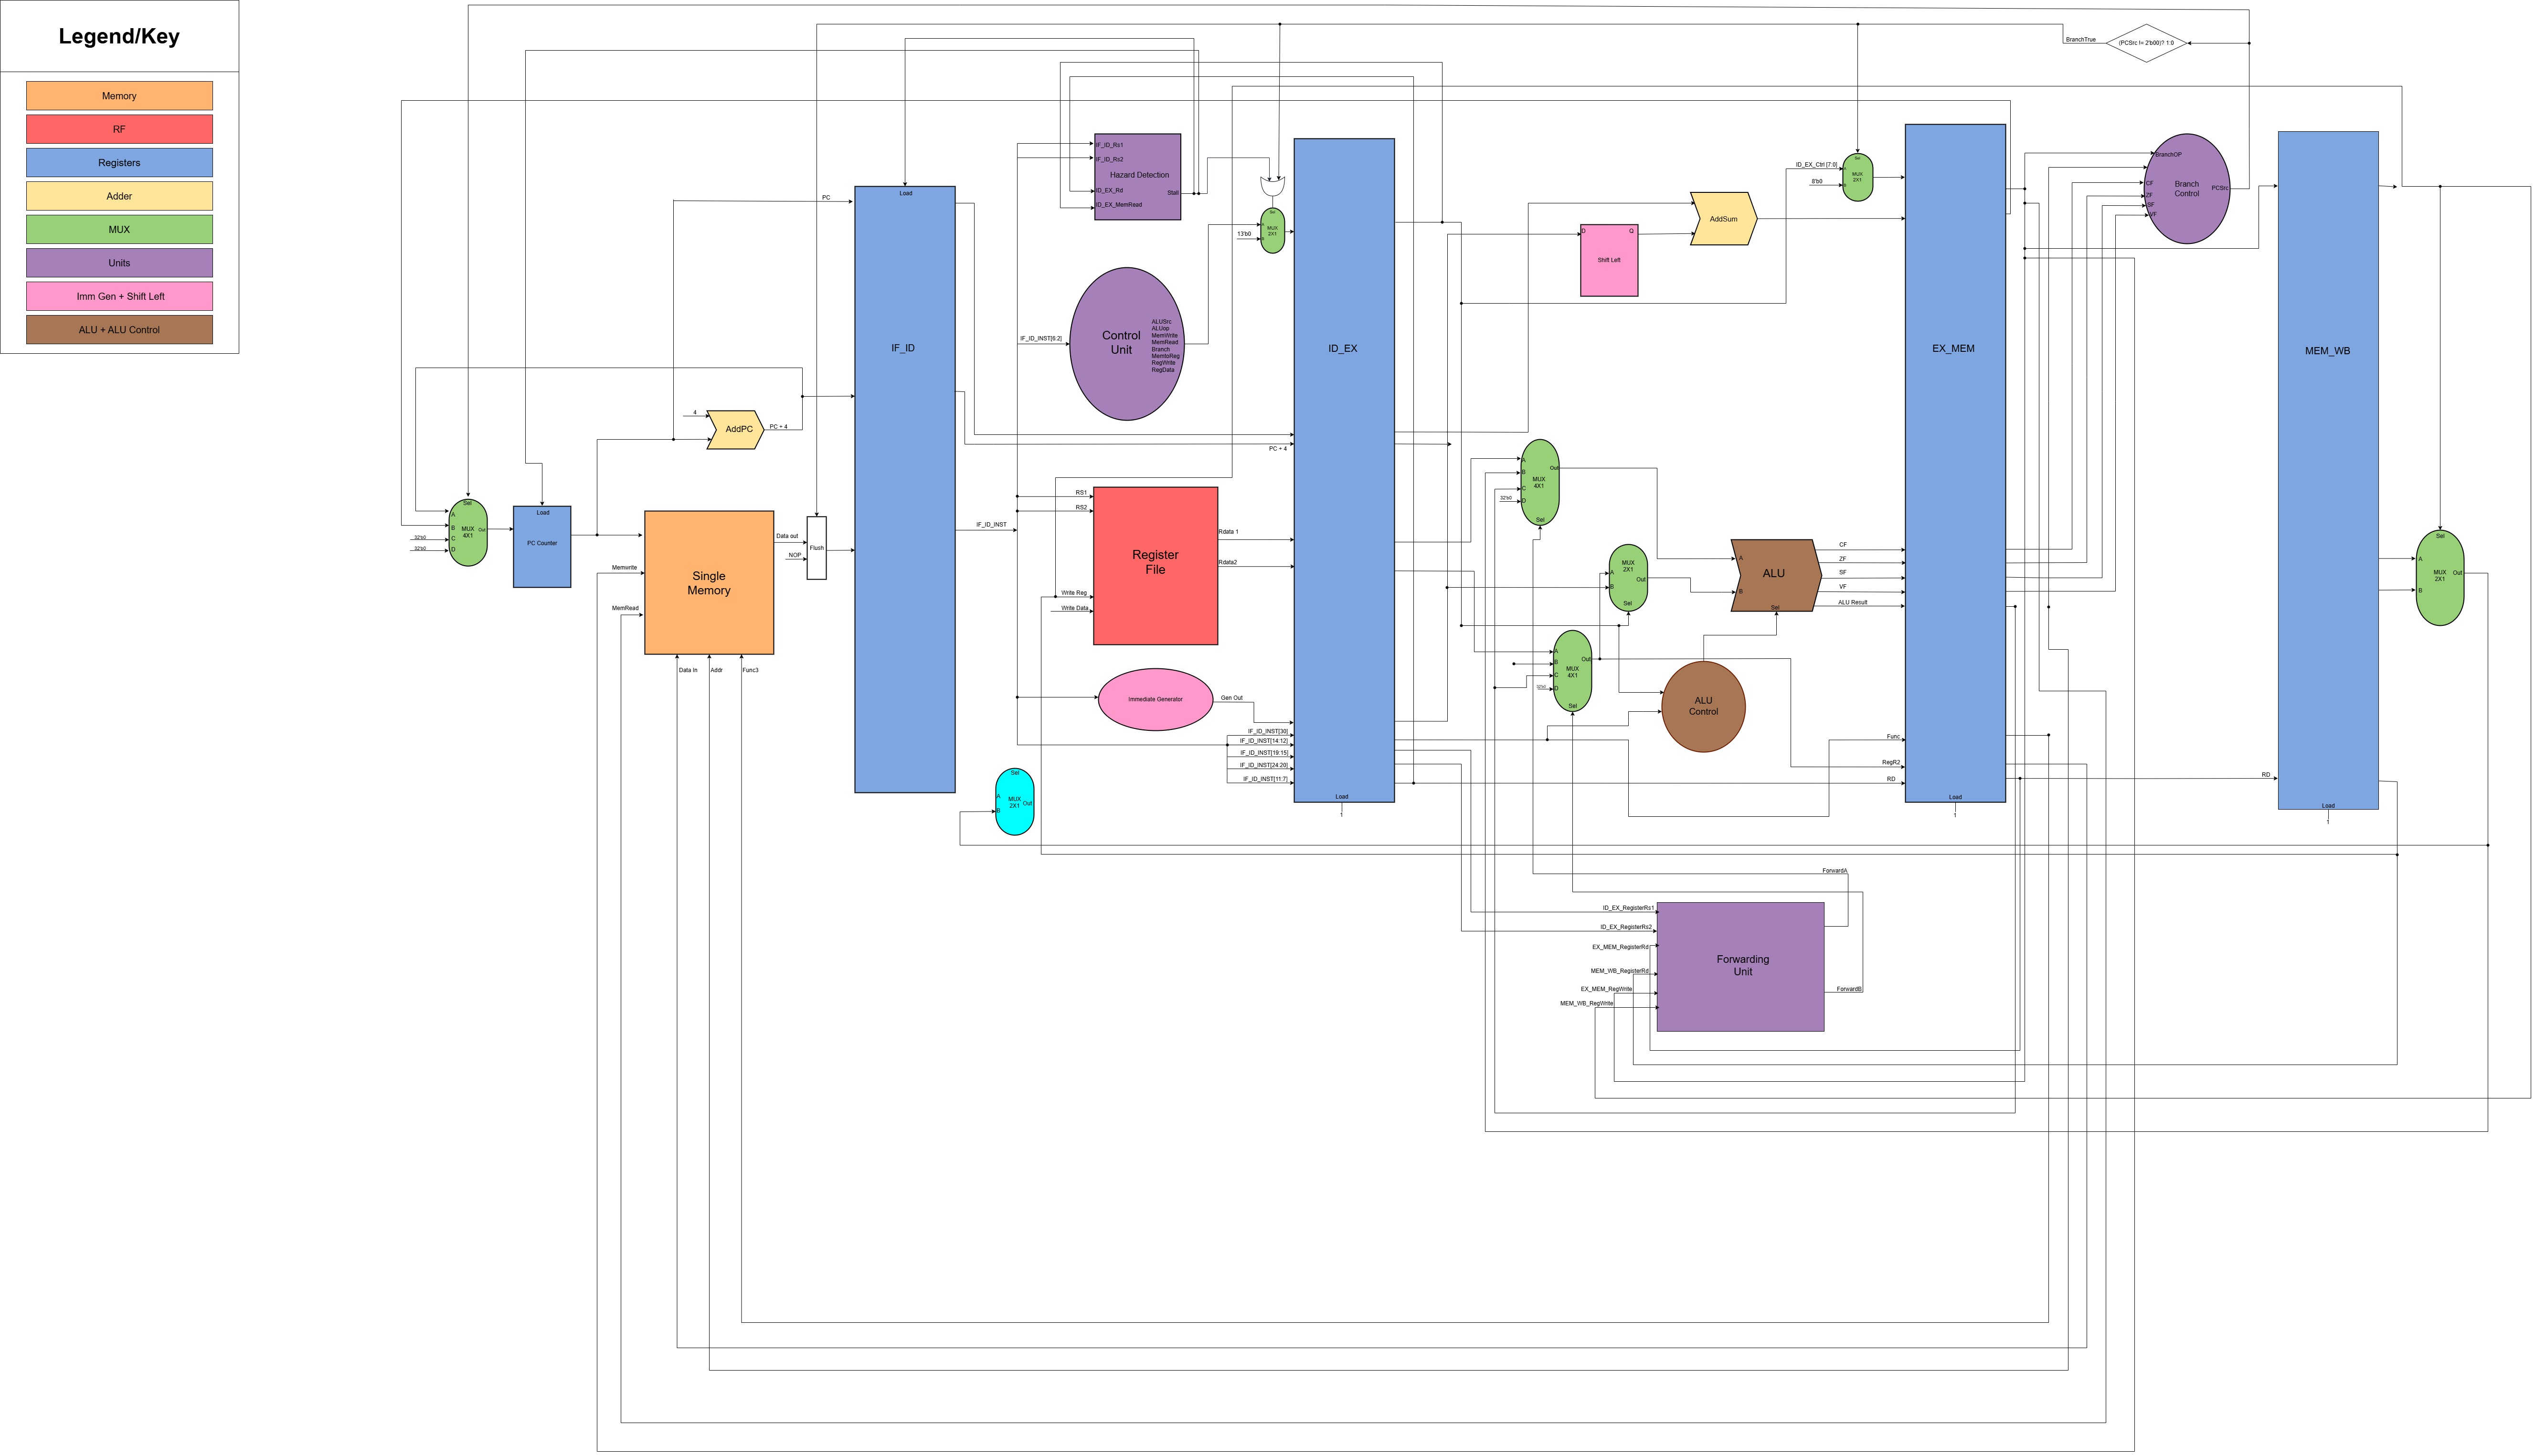 Legend/Key
Memory
RF
Registers
Adder
MUX
Units
Imm Gen + Shift Left
ALU + ALU Control
BranchTrue
(PCSrc != 2'b00)? 1:0
IF_ID_Rs1
IF_ID_Rs2
Hazard Detection
ID_EX_Rd
Stall
ID_EX_MemRead
Sel
A
MUX
2X1
B
13'b0
Control
Unit
ALUSrc
ALUop
MemWrite
MemRead
Branch
MemtoReg
RegWrite
RegData
IF_ID_INST[6:2]
PC
Load
IF_ID
4
AddPC
PC + 4
Sel
A
B
C
D
MUX
4X1
Out
32'b0
32'b0
Load
PC Counter
Single
Memory
Memwrite
MemRead
Data out
NOP
Flush
Data In
Addr
Func3
IF_ID_INST
RS1
RS2
Register
File
Rdata 1
Rdata2
Write Reg
Write Data
Immediate Generator
Gen Out
IF_ID_INST[30]
IF_ID_INST[14:12]
IF_ID_INST[19:15]
IF_ID_INST[24:20]
IF_ID_INST[11:7]
Sel
A
MUX
2X1
Out
B
ID_EX
PC + 4
Load
1
D
Q
Shift Left
AddSum
ID_EX_Ctrl [7:0]
8'b0
Sel
A
MUX
2X1
B
A
B
C
D
MUX
4X1
Out
Sel
32'b0
MUX
2X1
A
Out
B
Sel
A
B
C
D
MUX
4X1
Out
Sel
32'b0
A
ALU
B
Sel
CF
ZF
SF
VF
ALU Result
ALU
Control
Func
RegR2
RD
EX_MEM
Load
1
BranchOP
Branch
Control
CF
ZF
SF
VF
PCSrc
RD
MEM_WB
Load
1
Sel
A
MUX
2X1
Out
B
ForwardA
ID_EX_RegisterRs1
ID_EX_RegisterRs2
EX_MEM_RegisterRd
MEM_WB_RegisterRd
EX_MEM_RegWrite
MEM_WB_RegWrite
Forwarding
Unit
ForwardB